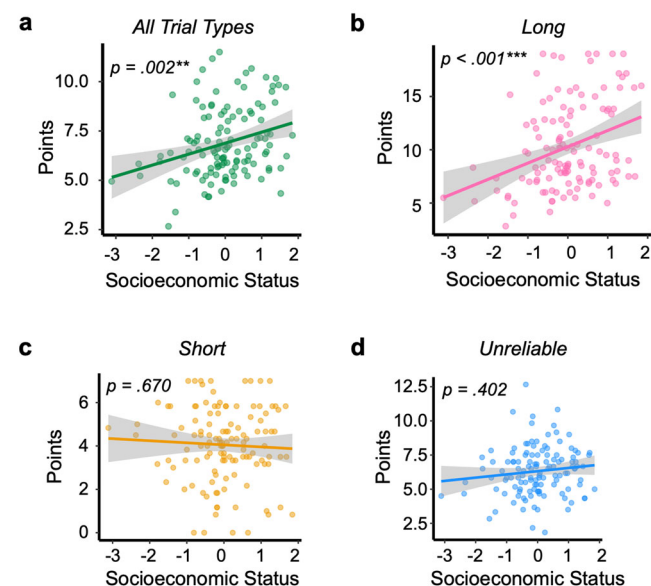 a
All Trial Types
p = .002**
10.0
7.5
5.0
2.5
Points
-3 -2 -1 0 1 2
Socioeconomic Status
b
Long
p < .001***
15
10
5
Points
-3 -2 -1 0 1 2
Socioeconomic Status
c
Short
p = .670
6
4
2
0
Points
-3 -2 -1 0 1 2
Socioeconomic Status
d
Unreliable
p = .402
12.5
10.0
7.5
5.0
2.5
Points
-3 -2 -1 0 1 2
Socioeconomic Status